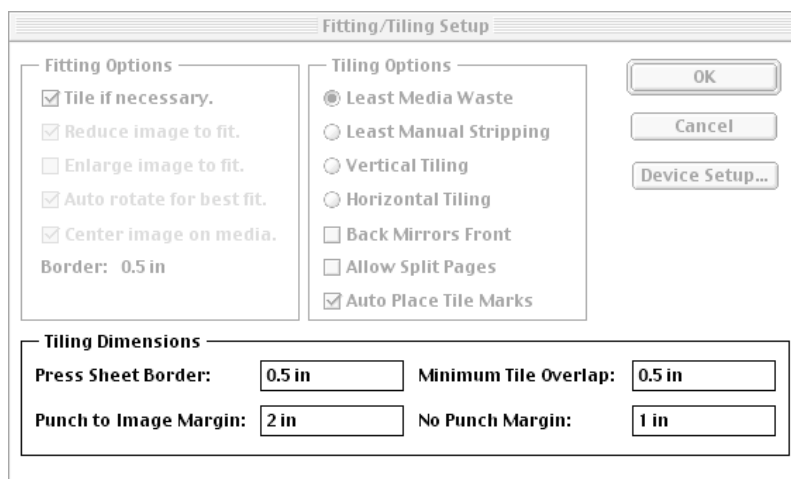 Fitting/Tiling Setup
Fitting Options
Tile if necessary.
Reduce image to fit.
Enlarge image to fit.
Auto rotate for best fit.
Center image on media.
Border: 0.5 in
Tiling Options
Least Media Waste
Least Manual Stripping
Vertical Tiling
Horizontal Tiling
Back Mirrors Front
Allow Split Pages
Auto Place Tile Marks
OK
Cancel
Device Setup...
Tiling Dimensions
Press Sheet Border: 0.5 in Minimum Tile Overlap: 0.5 in
Punch to Image Margin: 2 in No Punch Margin: 1 in